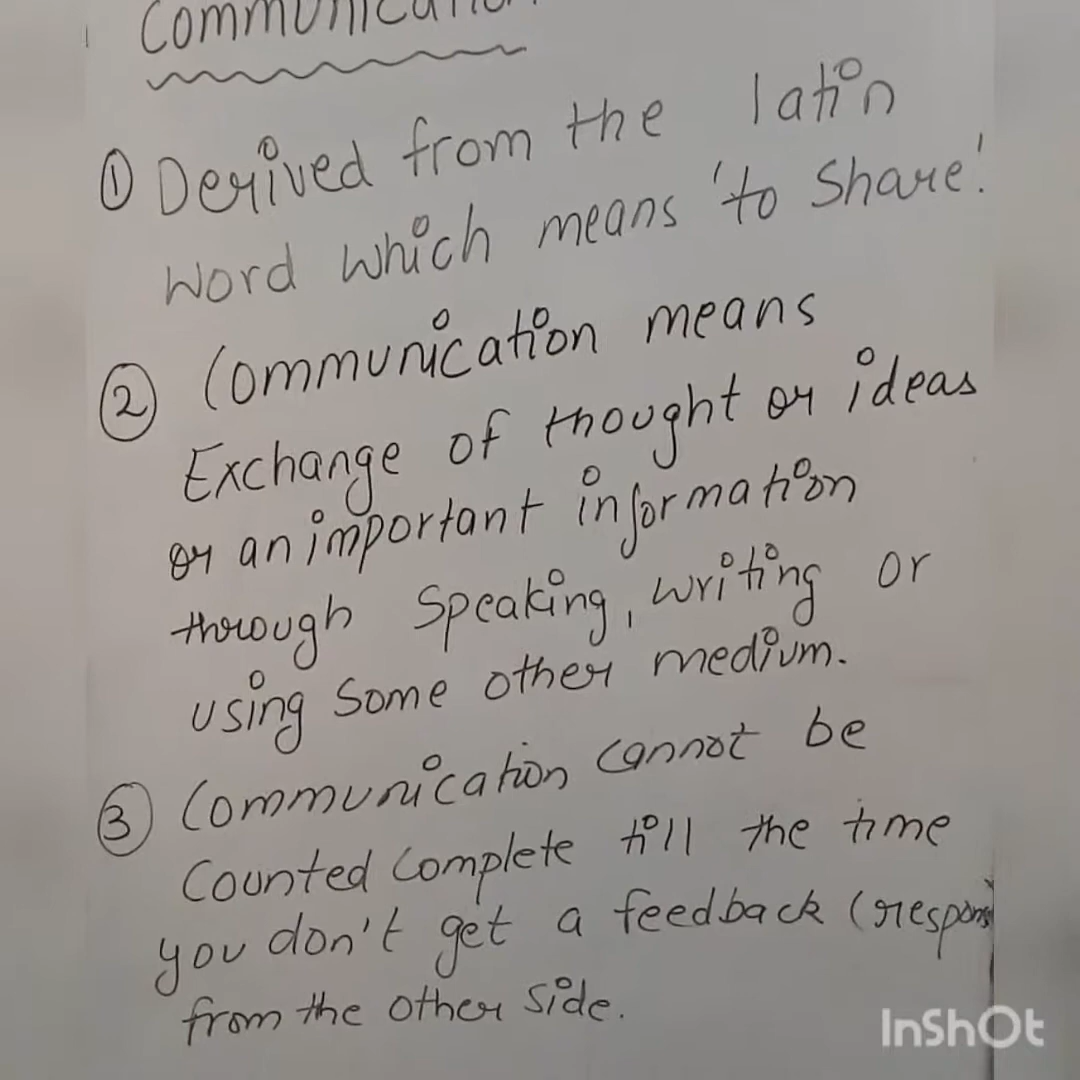 Communication
① Derived from the latin
word which means 'to share'.
② Communication means
Exchange of thought or ideas
or an important information
through Speaking, writing or
using some other medium.
③ Communication cannot be
Counted Complete till the time
you don't get a feedback (respons
from the other side.
InShOt